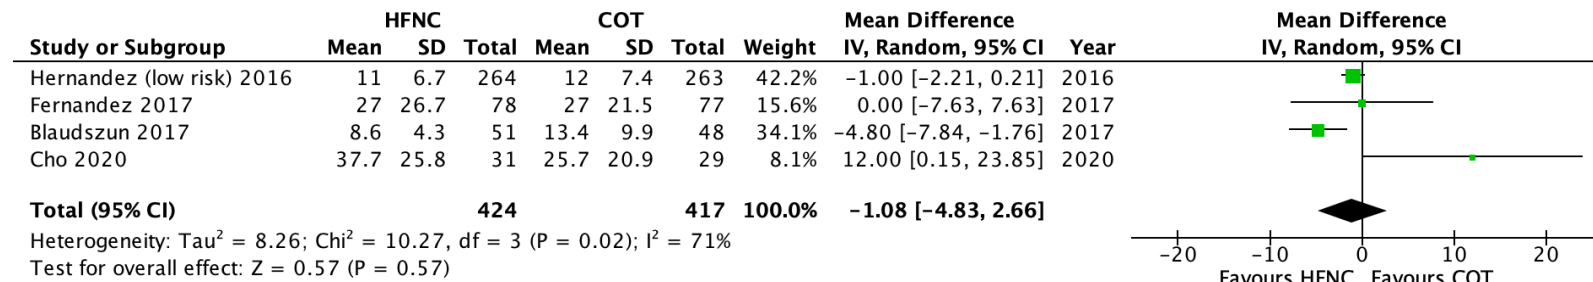 HFNC COT Mean Difference Mean Difference
Study or Subgroup Mean SD Total Mean SD Total Weight IV, Random, 95% CI Year IV, Random, 95% CI
Hernandez (low risk) 2016 11 6.7 264 12 7.4 263 42.2% −1.00 [−2.21, 0.21] 2016
Fernandez 2017 27 26.7 78 27 21.5 77 15.6% 0.00 [−7.63, 7.63] 2017
Blaudszun 2017 8.6 4.3 51 13.4 9.9 48 34.1% −4.80 [−7.84, −1.76] 2017
Cho 2020 37.7 25.8 31 25.7 20.9 29 8.1% 12.00 [0.15, 23.85] 2020
Total (95% CI) 424 417 100.0% −1.08 [−4.83, 2.66]
Heterogeneity: Tau² = 8.26; Chi² = 10.27, df = 3 (P = 0.02); I² = 71%
Test for overall effect: Z = 0.57 (P = 0.57)
−20 −10 0 10 20
Favours HFNC Favours COT